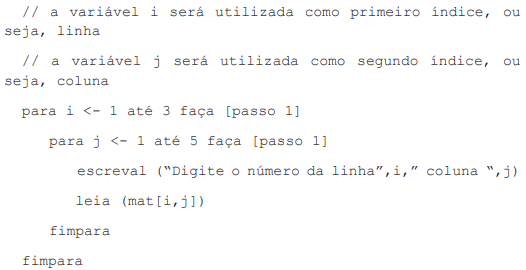 // a variável i será utilizada como primeiro índice, ou
seja, linha
// a variável j será utilizada como segundo índice, ou
seja, coluna
para i <- 1 até 3 faça [passo 1]
para j <- 1 até 5 faça [passo 1]
escreval (“Digite o número da linha”,i,” coluna “,j)
leia (mat[i,j])
fimpara
fimpara